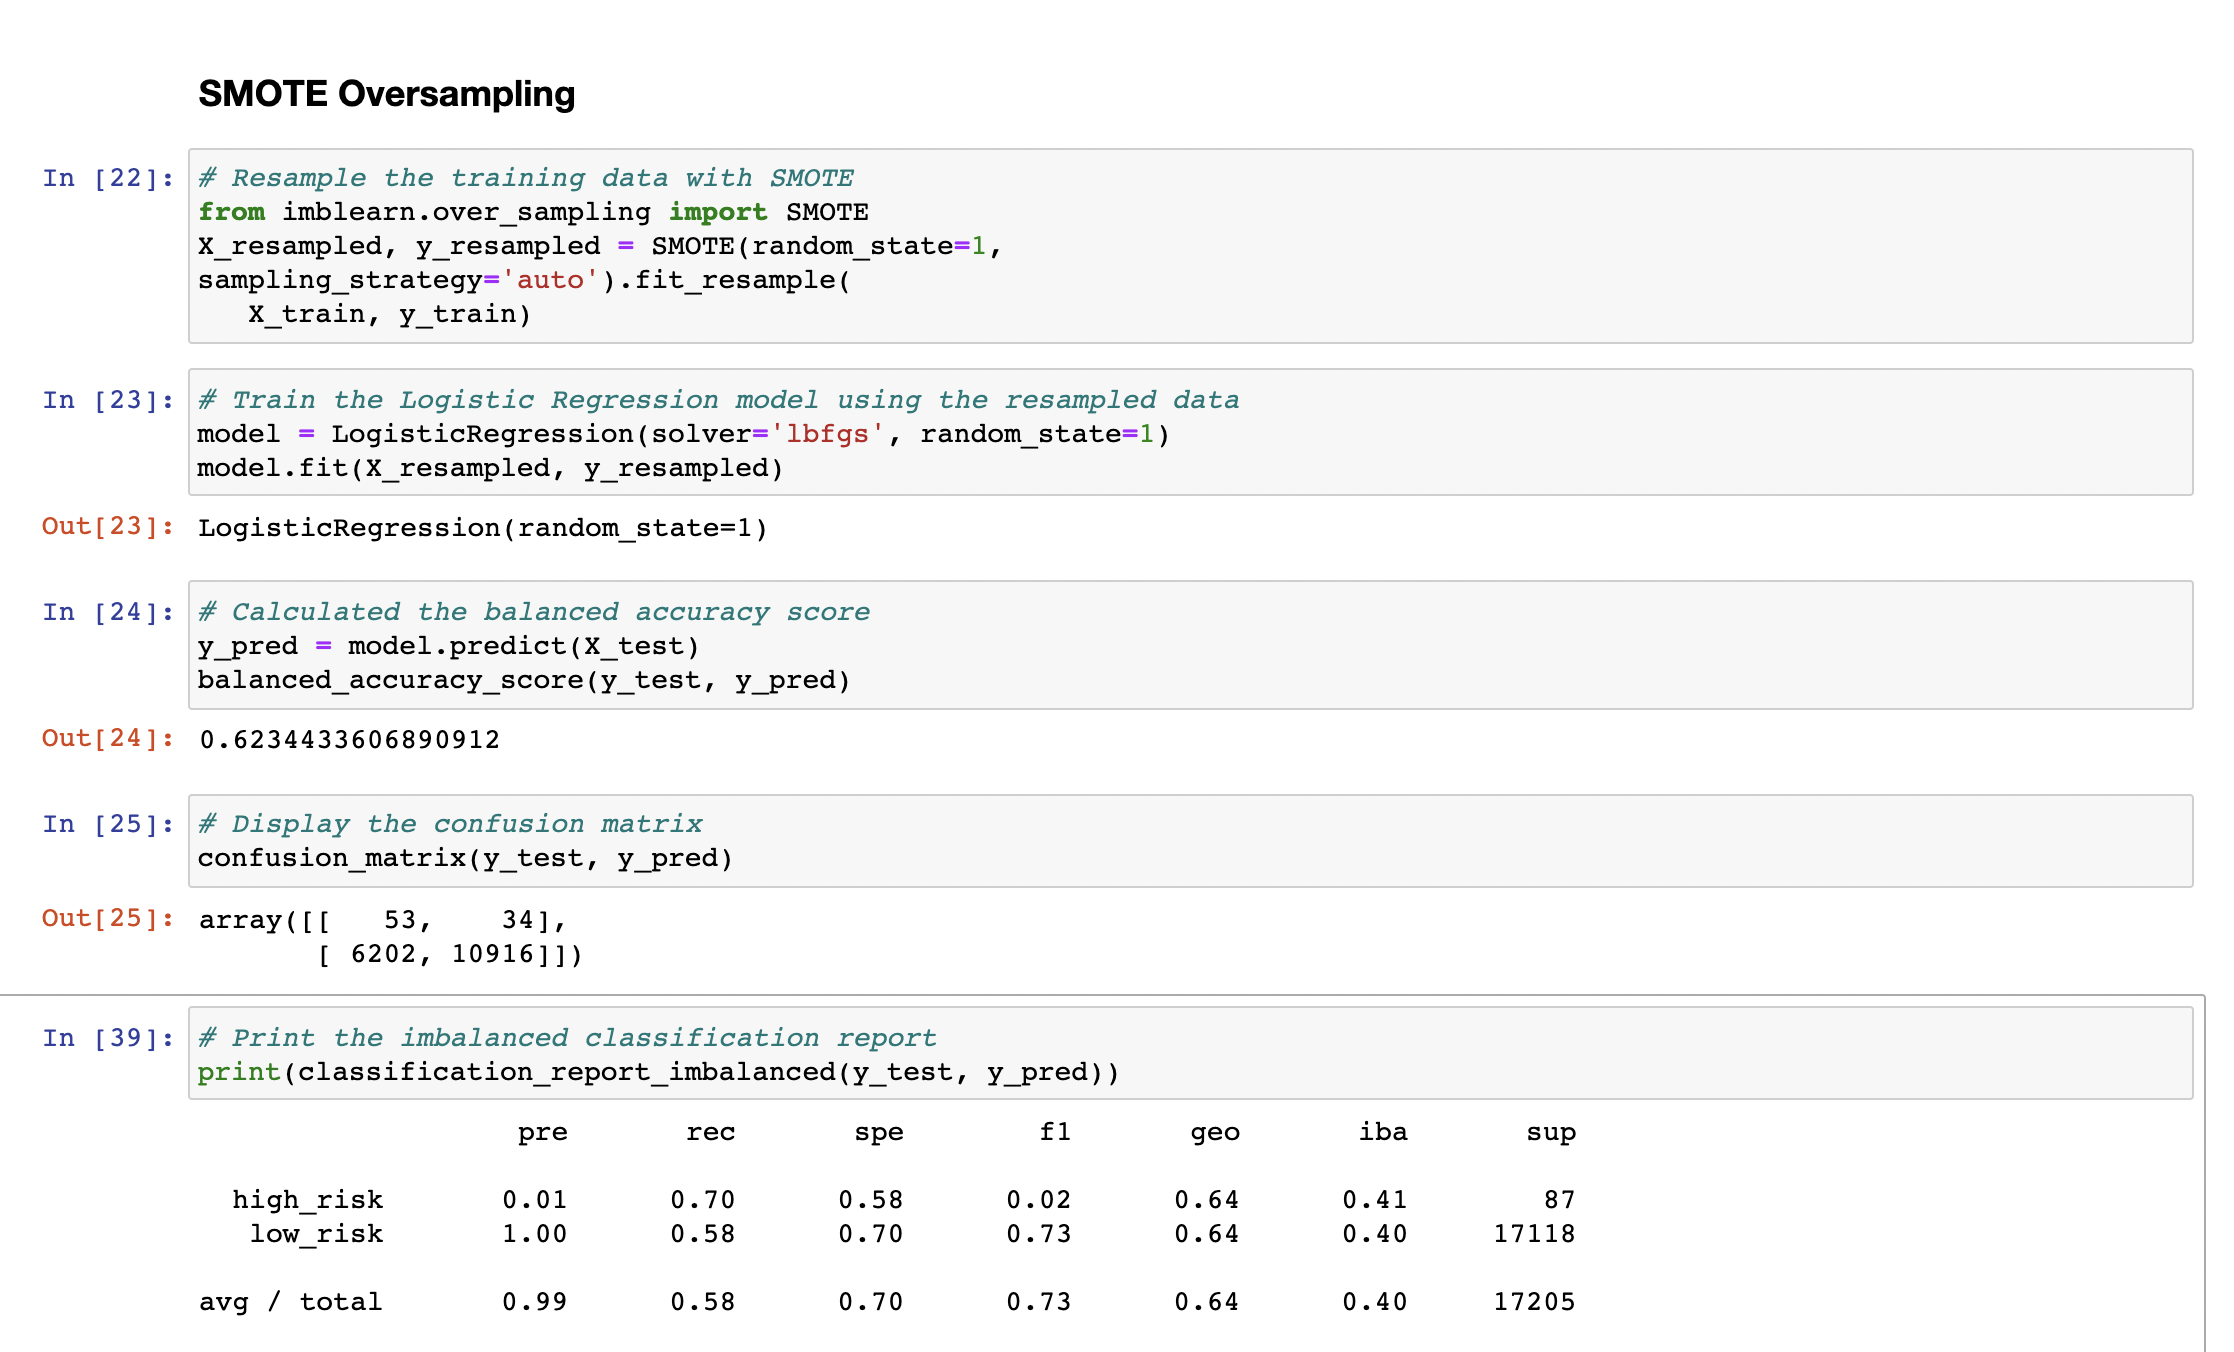 SMOTE Oversampling
In [22]: # Resample the training data with SMOTE
from imblearn.over_sampling import SMOTE
X_resampled, y_resampled = SMOTE(random_state=1,
sampling_strategy='auto').fit_resample(
   X_train, y_train)
In [23]: # Train the Logistic Regression model using the resampled data
model = LogisticRegression(solver='lbfgs', random_state=1)
model.fit(X_resampled, y_resampled)
Out[23]: LogisticRegression(random_state=1)
In [24]: # Calculated the balanced accuracy score
y_pred = model.predict(X_test)
balanced_accuracy_score(y_test, y_pred)
Out[24]: 0.6234433606890912
In [25]: # Display the confusion matrix
confusion_matrix(y_test, y_pred)
Out[25]: array([[   53,    34],
       [ 6202, 10916]])
In [39]: # Print the imbalanced classification report
print(classification_report_imbalanced(y_test, y_pred))
pre rec spe f1 geo iba sup
high_risk 0.01 0.70 0.58 0.02 0.64 0.41 87
low_risk 1.00 0.58 0.70 0.73 0.64 0.40 17118
avg / total 0.99 0.58 0.70 0.73 0.64 0.40 17205